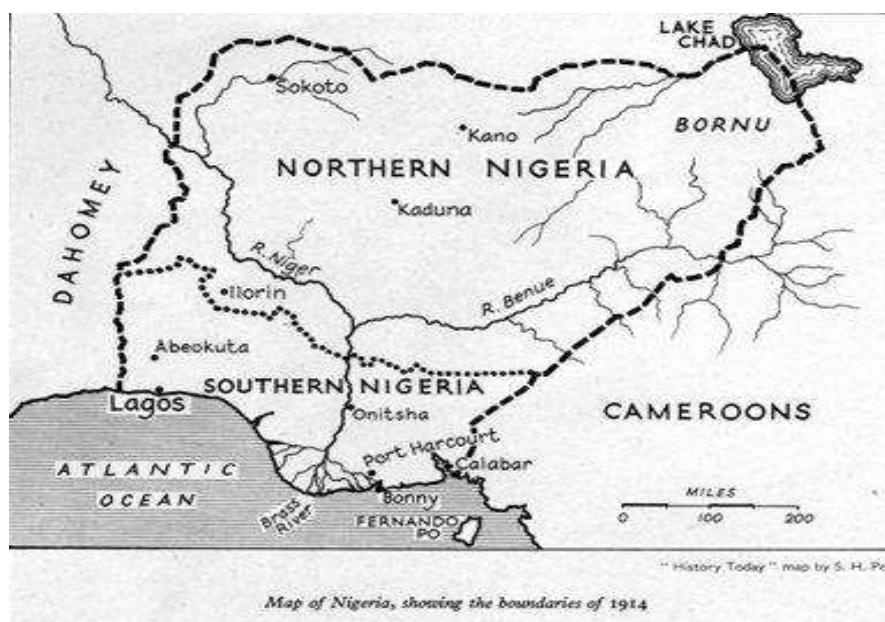 LAKE
CHAD
Sokoto
BORNU
Kano
NORTHERN NIGERIA
DAHOMEY
Kaduna
R. Niger
Ilorin
R. Benue
Abeokuta
SOUTHERN NIGERIA
Lagos
Onitsha
CAMEROONS
Port Harcourt
Calabar
ATLANTIC
OCEAN
MILES
Bonny
0 100 200
Brass
River
FERNANDO
PO
"History Today" map by S. H.
Map of Nigeria, showing the boundaries of 1914